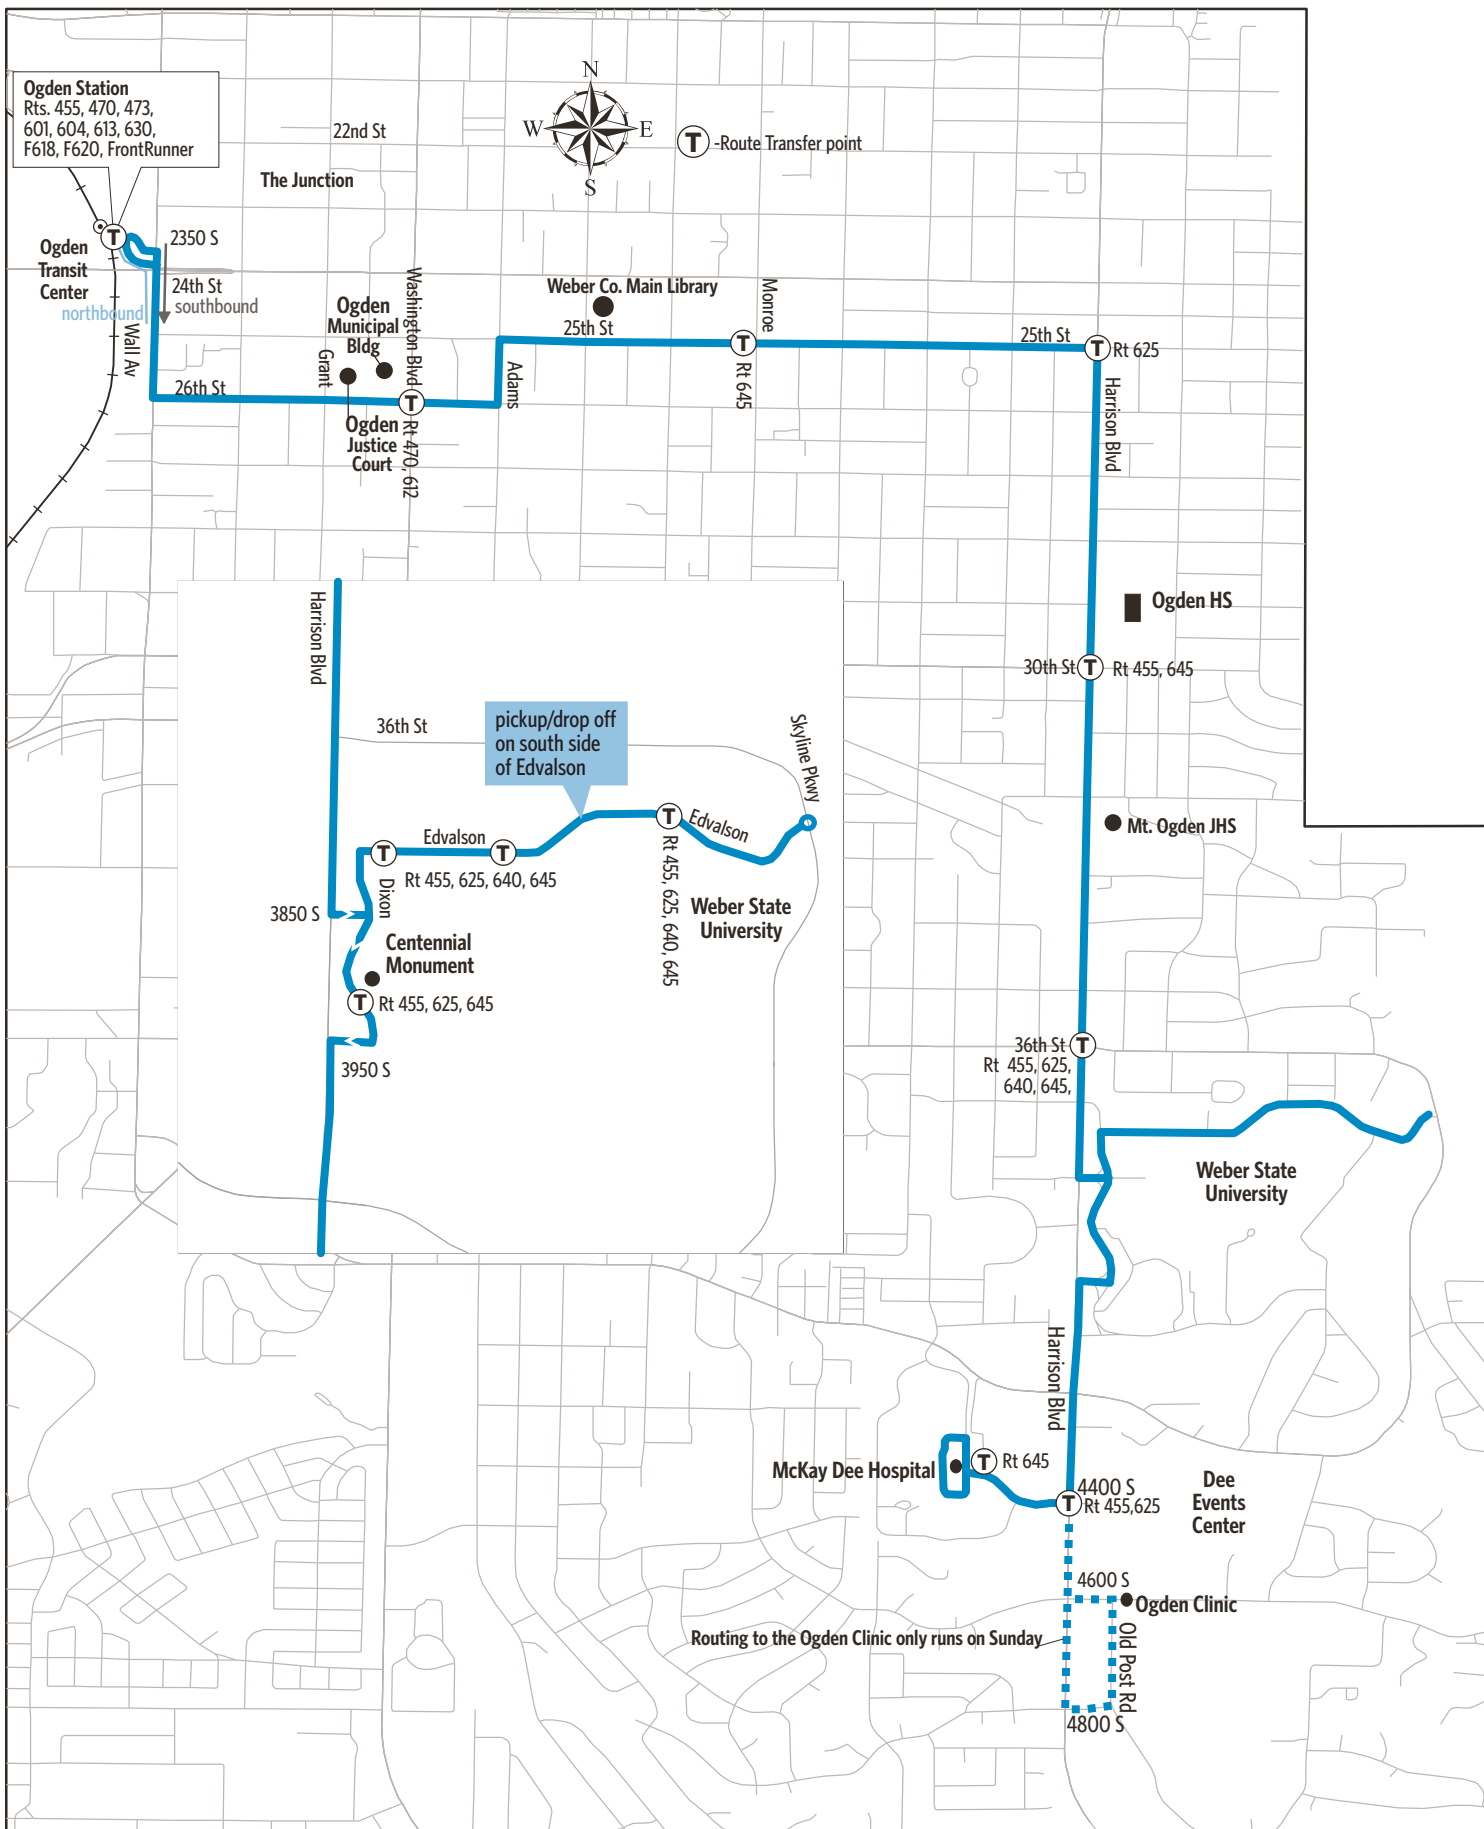 Ogden Station
Rts. 455, 470, 473,
601, 604, 613, 630,
F618, F620, FrontRunner
22nd St
The Junction
N
W
E
S
T
-Route Transfer point
T
2350 S
Ogden
Transit
Center
24th St
southbound
northbound
Wall Av
26th St
Grant
Ogden
Municipal
Bldg
Washington Blvd
T
Rt 470, 612
Ogden
Justice
Court
Adams
Weber Co. Main Library
25th St
Monroe
T
Rt 645
25th St
T
Rt 625
Harrison Blvd
Ogden HS
30th St
T
Rt 455, 645
Mt. Ogden JHS
36th St
T
Rt 455, 625,
640, 645,
Weber State
University
Harrison Blvd
36th St
pickup/drop off
on south side
of Edvalson
Skyline Pkwy
Edvalson
T
T
T
Edvalson
Dixon
Rt 455, 625, 640, 645
Rt 455, 625, 640, 645
Weber State
University
3850 S
Centennial
Monument
T
Rt 455, 625, 645
3950 S
Harrison Blvd
McKay Dee Hospital
T
Rt 645
T
4400 S
Rt 455,625
Dee
Events
Center
4600 S
Ogden Clinic
Routing to the Ogden Clinic only runs on Sunday
Old Post Rd
4800 S